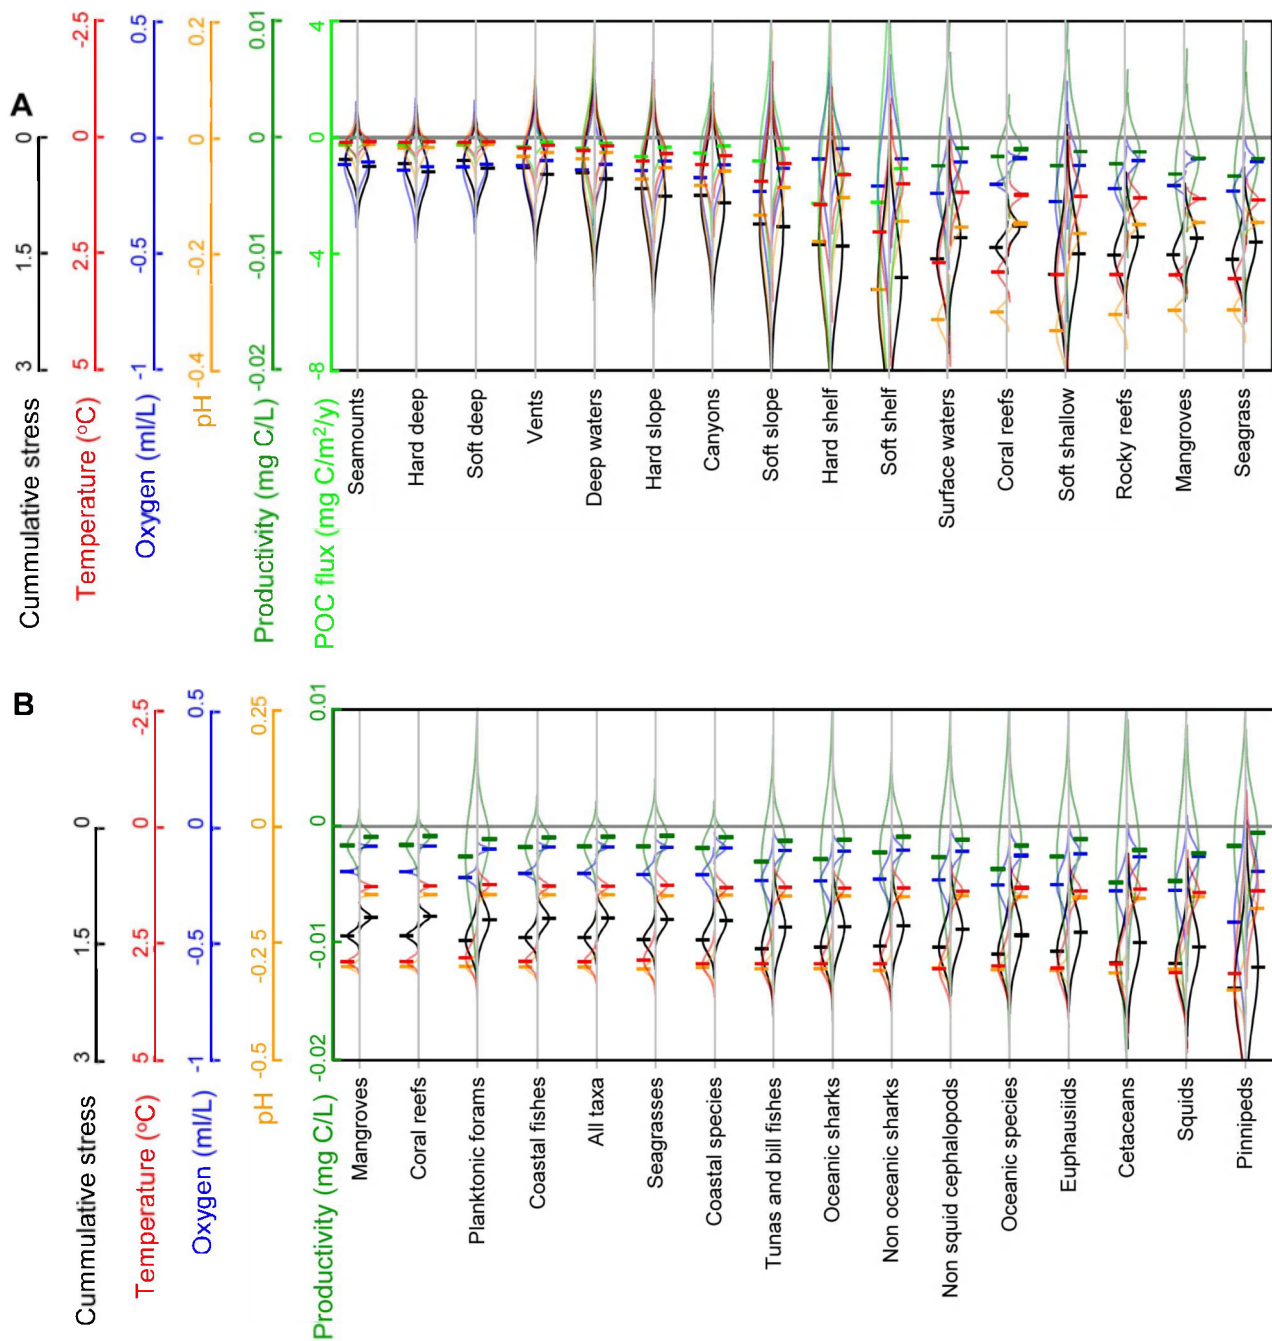 A
0
1.5
3
Cummulative stress
-2.5
0
2.5
5
Temperature (ºC)
0.5
0
-0.5
-1
Oxygen (ml/L)
0.2
0
-0.2
-0.4
pH
0.01
0
-0.01
-0.02
Productivity (mg C/L)
4
0
-4
-8
POC flux (mg C/m²/y)
Seamounts
Hard deep
Soft deep
Vents
Deep waters
Hard slope
Canyons
Soft slope
Hard shelf
Soft shelf
Surface waters
Coral reefs
Soft shallow
Rocky reefs
Mangroves
Seagrass
B
0
1.5
3
Cummulative stress
-2.5
0
2.5
5
Temperature (ºC)
0.5
0
-0.5
-1
Oxygen (ml/L)
0.25
0
-0.25
-0.5
pH
0.01
0
-0.01
-0.02
Productivity (mg C/L)
Mangroves
Coral reefs
Planktonic forams
Coastal fishes
All taxa
Seagrasses
Coastal species
Tunas and bill fishes
Oceanic sharks
Non oceanic sharks
Non squid cephalopods
Oceanic species
Euphausiids
Cetaceans
Squids
Pinnipeds